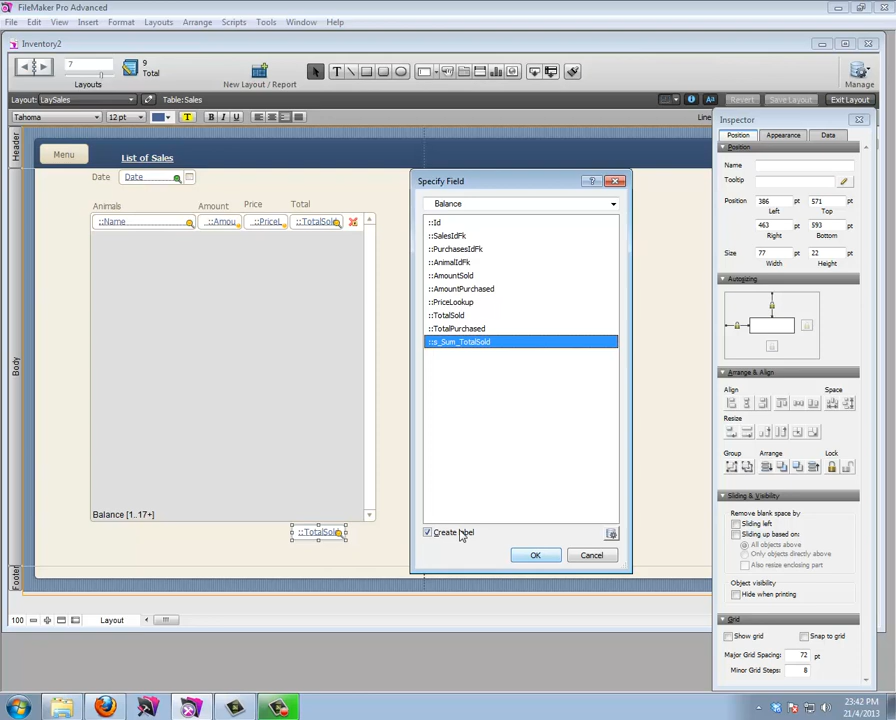 FileMaker Pro Advanced
File Edit View Insert Format Layouts Arrange Scripts Tools Window Help
Inventory2
7
9
Total
Layouts
New Layout / Report
Manage
Layout: LaySales
Table: Sales
Revert Save Layout Exit Layout
Tahoma 12 pt
B I U T
Header
Menu
List of Sales
Date Date
Animals Amount Price Total
::Name ::Amou ::PriceL ::TotalSold
Body
Balance [1..17+]
::TotalSold
Footer
100 Layout
Specify Field
Balance
::Id
::SalesIdFk
::PurchasesIdFk
::AnimalIdFk
::AmountSold
::AmountPurchased
::PriceLookup
::TotalSold
::TotalPurchased
::s_Sum_TotalSold
Create label
OK Cancel
Inspector
Position Appearance Data
Position
Name
Tooltip
Position 386 pt 571 pt
Left Top
463 pt 593 pt
Right Bottom
Size 77 pt 22 pt
Width Height
Autosizing
Arrange & Align
Align Space
Resize
Group Arrange Lock
Sliding & Visibility
Remove blank space by
Sliding left
Sliding up based on:
All objects above
Only objects directly above
Also resize enclosing part
Object visibility
Hide when printing
Grid
Show grid Snap to grid
Major Grid Spacing: 72 pt
Minor Grid Steps: 8
23:42 PM
21/4/2013